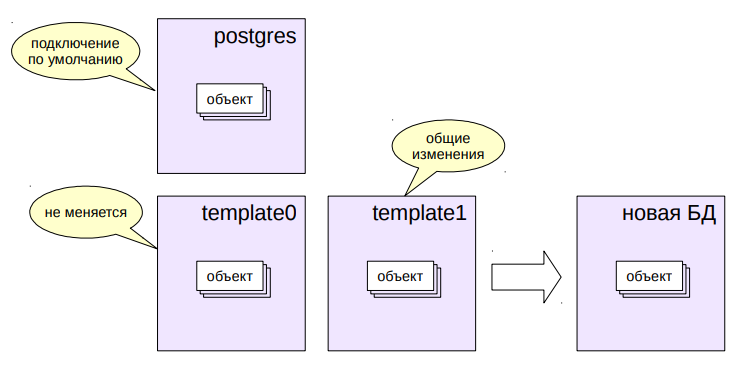 postgres
подключение
по умолчанию
объект
общие
изменения
template0
не меняется
объект
template1
объект
новая БД
объект